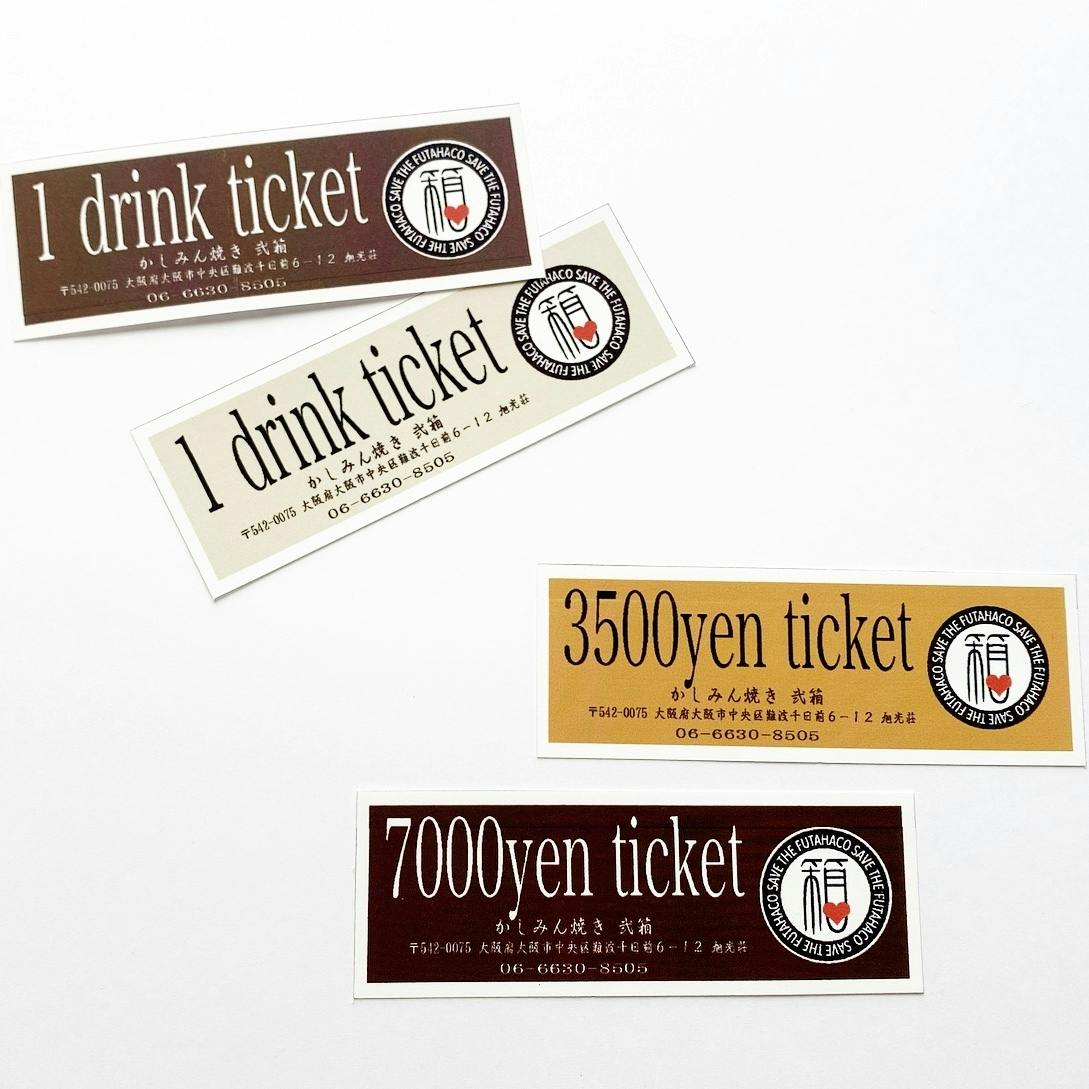 1 drink ticket
かしみん焼き 弐箱
〒542-0075 大阪府大阪市中央区難波千日前6-12 旭光荘
06-6630-8505
SAVE THE FUTAHACO SAVE THE FUTAHACO SAVE THE FUTAHACO
箱
1 drink ticket
かしみん焼き 弐箱
〒542-0075 大阪府大阪市中央区難波千日前6-12 旭光荘
06-6630-8505
SAVE THE FUTAHACO SAVE THE FUTAHACO SAVE THE FUTAHACO
箱
3500yen ticket
かしみん焼き 弐箱
〒542-0075 大阪府大阪市中央区難波千日前6-12 旭光荘
06-6630-8505
SAVE THE FUTAHACO SAVE THE FUTAHACO SAVE THE FUTAHACO
箱
7000yen ticket
かしみん焼き 弐箱
〒542-0075 大阪府大阪市中央区難波千日前6-12 旭光荘
06-6630-8505
SAVE THE FUTAHACO SAVE THE FUTAHACO SAVE THE FUTAHACO
箱